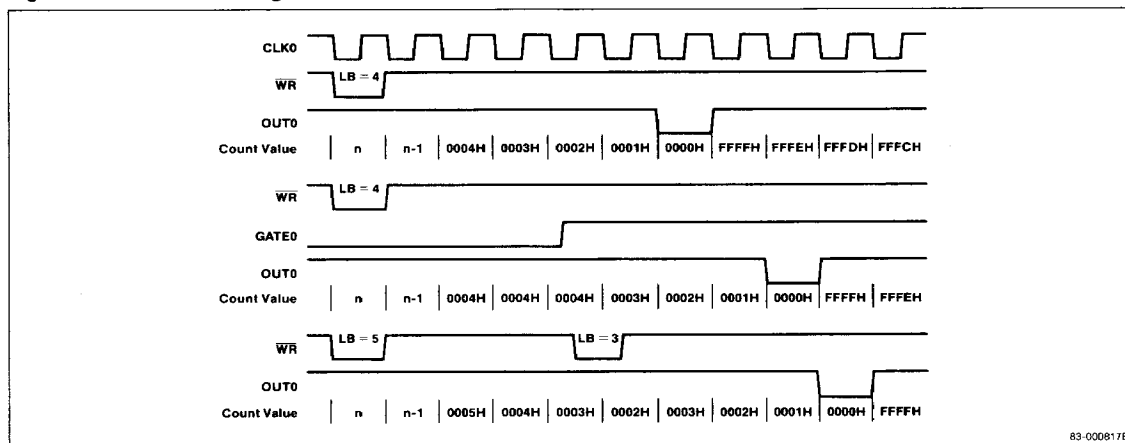 CLK0
WR LB = 4
OUT0
Count Value n n-1 0004H 0003H 0002H 0001H 0000H FFFFH FFFEH FFFDH FFFCH
WR LB = 4
GATE0
OUT0
Count Value n n-1 0004H 0004H 0004H 0003H 0002H 0001H 0000H FFFFH FFFEH
WR LB = 5 LB = 3
OUT0
Count Value n n-1 0005H 0004H 0003H 0002H 0003H 0002H 0001H 0000H FFFFH